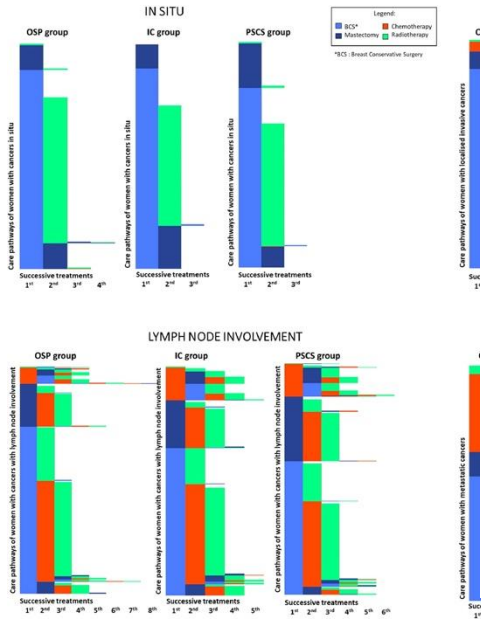 IN SITU
OSP group
IC group
PSCS group
Legend:
BCS*
Chemotherapy
Mastectomy
Radiotherapy
*BCS : Breast Conservative Surgery
Care pathways of women with cancers in situ
Care pathways of women with cancers in situ
Care pathways of women with cancers in situ
Care pathways of women with localised invasive cancers
Successive treatments
1st 2nd 3rd 4th
Successive treatments
1st 2nd 3rd
Successive treatments
1st 2nd 3rd
1st
LYMPH NODE INVOLVEMENT
OSP group
IC group
PSCS group
Care pathways of women with cancers with lymph node involvement
Care pathways of women with cancers with lymph node involvement
Care pathways of women with cancers with lymph node involvement
Care pathways of women with metastatic cancers
Successive treatments
1st 2nd 3rd 4th 5th 6th 7th 8th
Successive treatments
1st 2nd 3rd 4th 5th
Successive treatments
1st 2nd 3rd 4th 5th 6th
1st